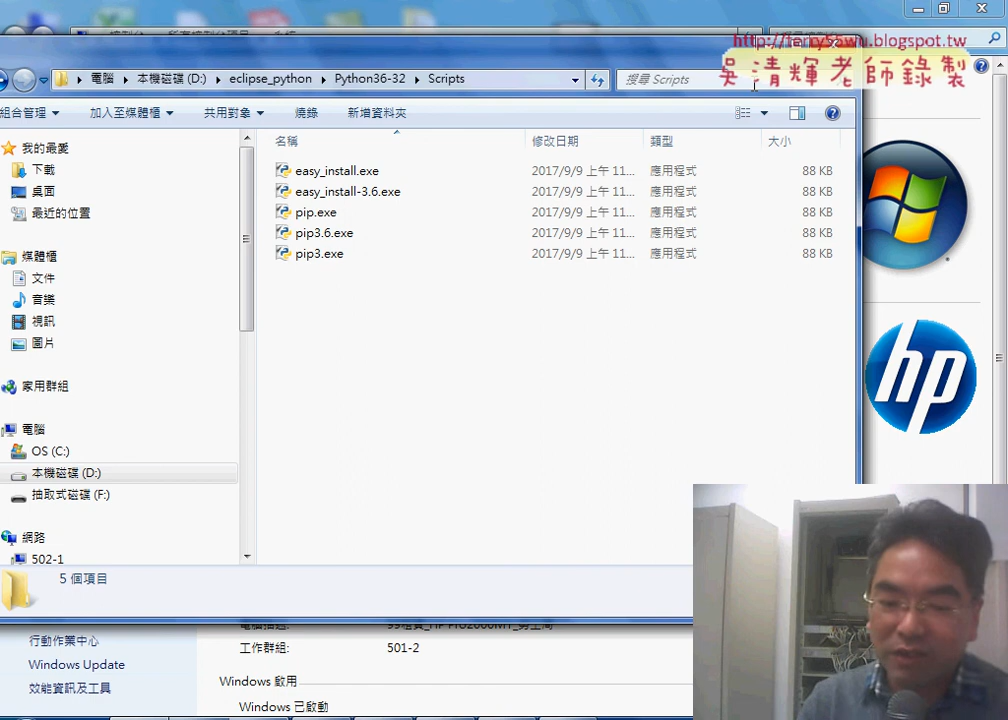 http://terry55wu.blogspot.tw
吳清輝老師錄製
電腦 本機磁碟 (D:) eclipse_python Python36-32 Scripts
搜尋 Scripts
組合管理 加入至媒體櫃 共用對象 燒錄 新增資料夾
名稱 修改日期 類型 大小
easy_install.exe 2017/9/9 上午 11... 應用程式 88 KB
easy_install-3.6.exe 2017/9/9 上午 11... 應用程式 88 KB
pip.exe 2017/9/9 上午 11... 應用程式 88 KB
pip3.6.exe 2017/9/9 上午 11... 應用程式 88 KB
pip3.exe 2017/9/9 上午 11... 應用程式 88 KB
我的最愛
下載
桌面
最近的位置
媒體櫃
文件
音樂
視訊
圖片
家用群組
電腦
OS (C:)
本機磁碟 (D:)
抽取式磁碟 (F:)
網路
502-1
5 個項目
hp
工作群組: 501-2
Windows 啟用
Windows 已啟動
行動作業中心
Windows Update
效能資訊及工具